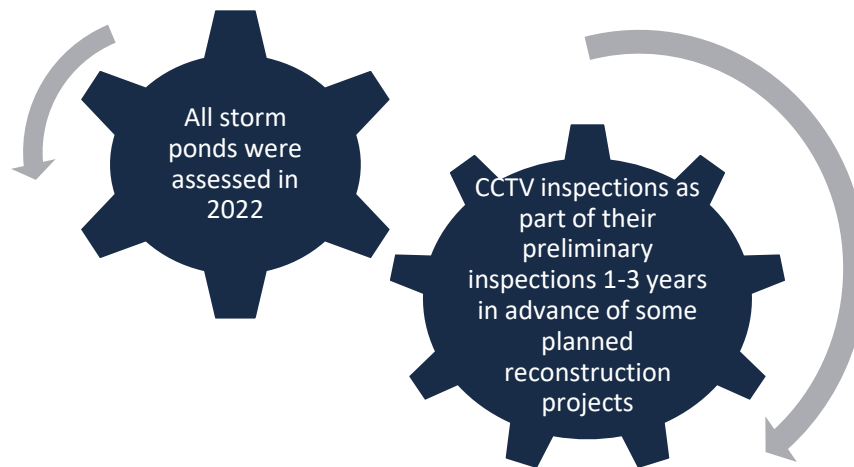 All storm
ponds were
assessed in
2022
CCTV inspections as
part of their
preliminary
inspections 1-3 years
in advance of some
planned
reconstruction
projects